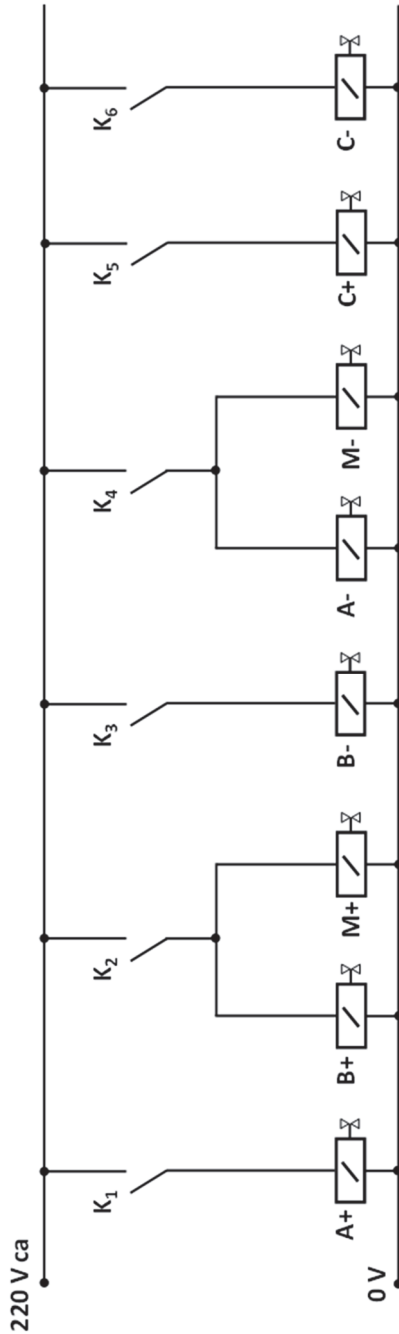 220 V ca
K₁
K₂
K₃
K₄
K₅
K₆
0 V
A+
B+
M+
B-
A-
M-
C+
C-